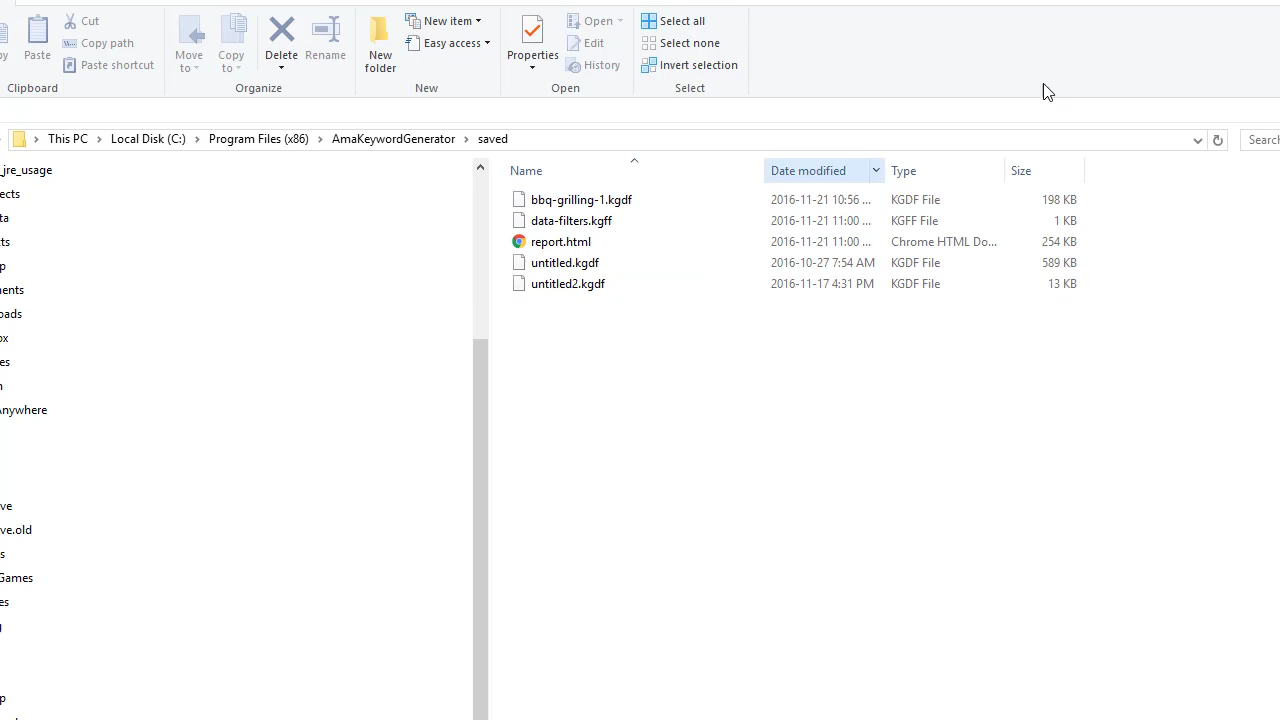 Cut
Copy path
Paste shortcut
Paste
Clipboard
Move to
Copy to
Delete
Rename
Organize
New folder
New item
Easy access
New
Properties
Open
Edit
History
Open
Select all
Select none
Invert selection
Select
This PC > Local Disk (C:) > Program Files (x86) > AmaKeywordGenerator > saved
Search
_jre_usage
ects
ta
ts
p
nents
oads
ox
es
n
Anywhere
ve
ve.old
s
Games
es
g
p
Name Date modified Type Size
bbq-grilling-1.kgdf 2016-11-21 10:56 ... KGDF File 198 KB
data-filters.kgff 2016-11-21 11:00 ... KGFF File 1 KB
report.html 2016-11-21 11:00 ... Chrome HTML Do... 254 KB
untitled.kgdf 2016-10-27 7:54 AM KGDF File 589 KB
untitled2.kgdf 2016-11-17 4:31 PM KGDF File 13 KB